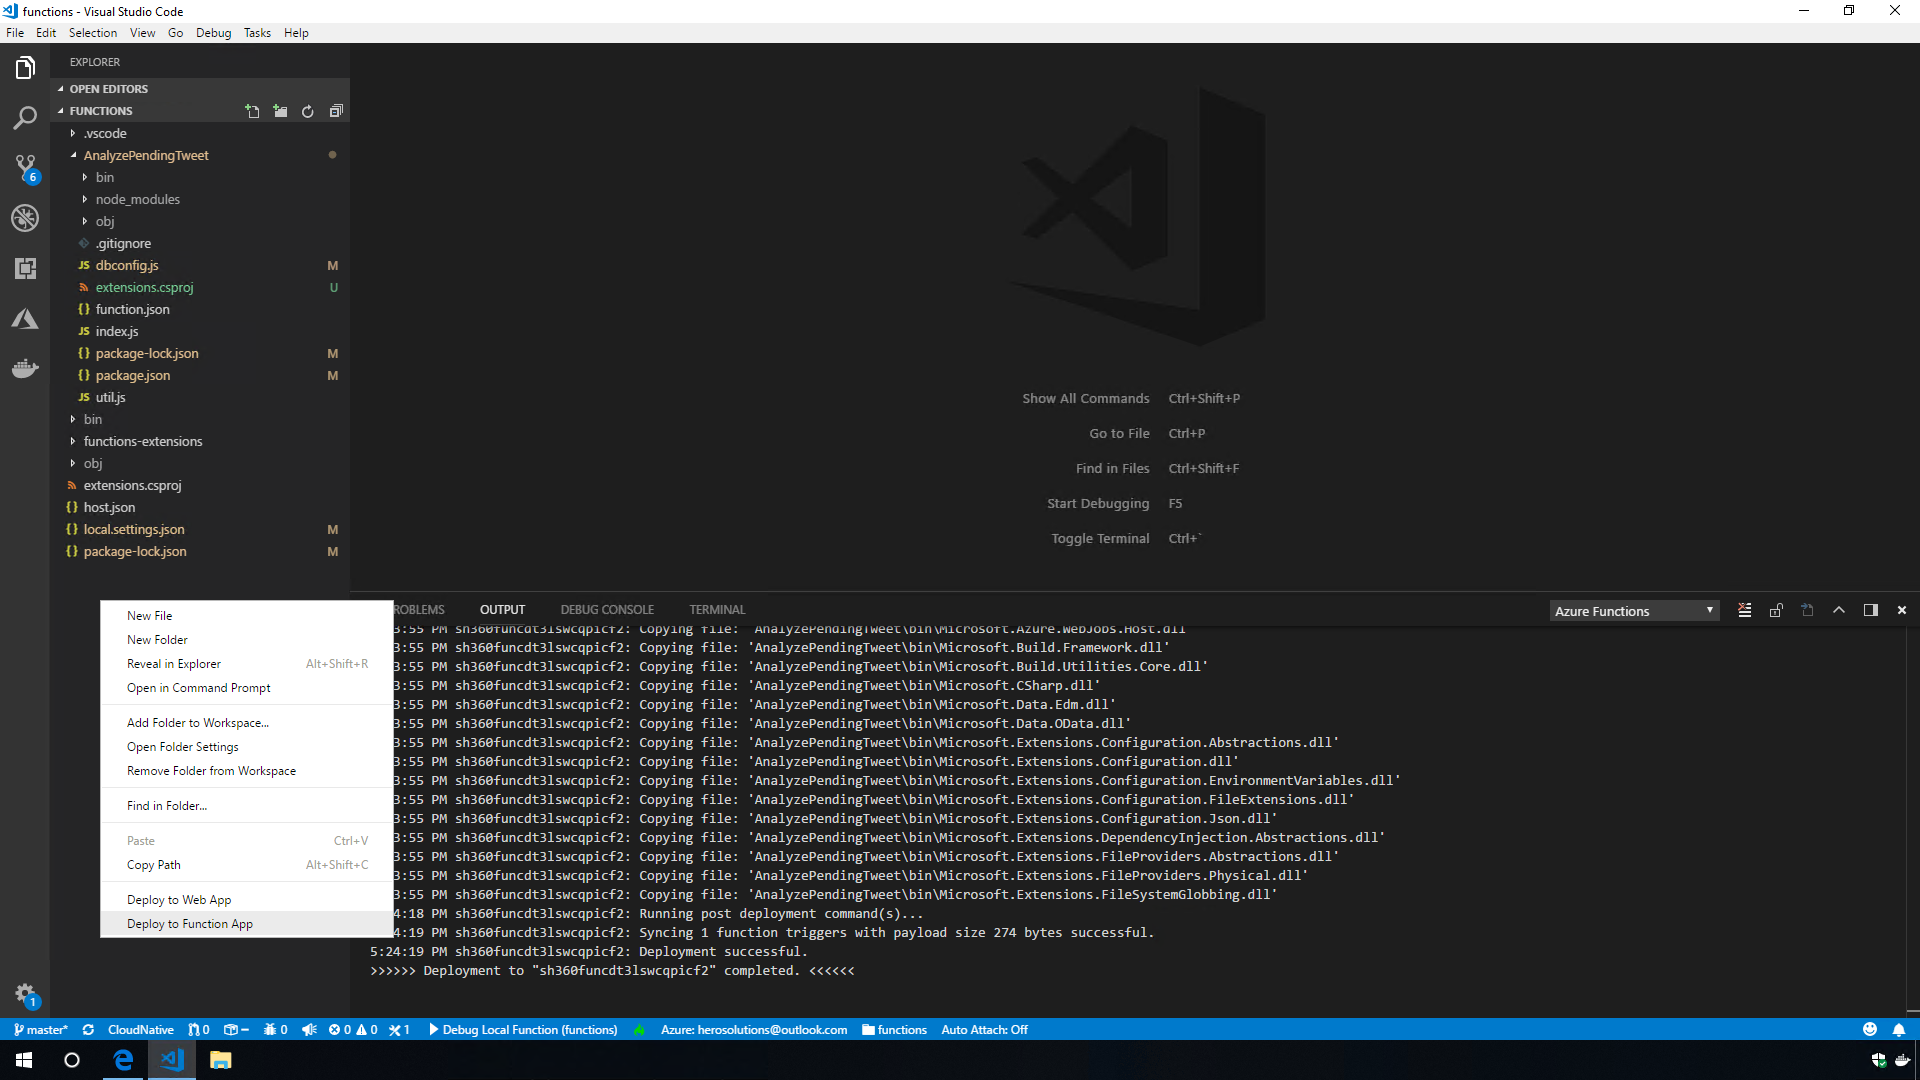 functions - Visual Studio Code
File Edit Selection View Go Debug Tasks Help
EXPLORER
OPEN EDITORS
FUNCTIONS
.vscode
AnalyzePendingTweet
bin
node_modules
obj
.gitignore
JS dbconfig.js M
extensions.csproj U
{} function.json
JS index.js
{} package-lock.json M
{} package.json M
JS util.js
bin
functions-extensions
obj
extensions.csproj
{} host.json
{} local.settings.json M
{} package-lock.json M
6
1
New File
New Folder
Reveal in Explorer Alt+Shift+R
Open in Command Prompt
Add Folder to Workspace...
Open Folder Settings
Remove Folder from Workspace
Find in Folder...
Paste Ctrl+V
Copy Path Alt+Shift+C
Deploy to Web App
Deploy to Function App
Show All Commands Ctrl+Shift+P
Go to File Ctrl+P
Find in Files Ctrl+Shift+F
Start Debugging F5
Toggle Terminal Ctrl+`
ROBLEMS OUTPUT DEBUG CONSOLE TERMINAL Azure Functions
3:55 PM sh360funcdt3lswcqpicf2: Copying file: 'AnalyzePendingTweet\bin\Microsoft.Azure.WebJobs.Host.dll'
3:55 PM sh360funcdt3lswcqpicf2: Copying file: 'AnalyzePendingTweet\bin\Microsoft.Build.Framework.dll'
3:55 PM sh360funcdt3lswcqpicf2: Copying file: 'AnalyzePendingTweet\bin\Microsoft.Build.Utilities.Core.dll'
3:55 PM sh360funcdt3lswcqpicf2: Copying file: 'AnalyzePendingTweet\bin\Microsoft.CSharp.dll'
3:55 PM sh360funcdt3lswcqpicf2: Copying file: 'AnalyzePendingTweet\bin\Microsoft.Data.Edm.dll'
3:55 PM sh360funcdt3lswcqpicf2: Copying file: 'AnalyzePendingTweet\bin\Microsoft.Data.OData.dll'
3:55 PM sh360funcdt3lswcqpicf2: Copying file: 'AnalyzePendingTweet\bin\Microsoft.Extensions.Configuration.Abstractions.dll'
3:55 PM sh360funcdt3lswcqpicf2: Copying file: 'AnalyzePendingTweet\bin\Microsoft.Extensions.Configuration.dll'
3:55 PM sh360funcdt3lswcqpicf2: Copying file: 'AnalyzePendingTweet\bin\Microsoft.Extensions.Configuration.EnvironmentVariables.dll'
3:55 PM sh360funcdt3lswcqpicf2: Copying file: 'AnalyzePendingTweet\bin\Microsoft.Extensions.Configuration.FileExtensions.dll'
3:55 PM sh360funcdt3lswcqpicf2: Copying file: 'AnalyzePendingTweet\bin\Microsoft.Extensions.Configuration.Json.dll'
3:55 PM sh360funcdt3lswcqpicf2: Copying file: 'AnalyzePendingTweet\bin\Microsoft.Extensions.DependencyInjection.Abstractions.dll'
3:55 PM sh360funcdt3lswcqpicf2: Copying file: 'AnalyzePendingTweet\bin\Microsoft.Extensions.FileProviders.Abstractions.dll'
3:55 PM sh360funcdt3lswcqpicf2: Copying file: 'AnalyzePendingTweet\bin\Microsoft.Extensions.FileProviders.Physical.dll'
3:55 PM sh360funcdt3lswcqpicf2: Copying file: 'AnalyzePendingTweet\bin\Microsoft.Extensions.FileSystemGlobbing.dll'
4:18 PM sh360funcdt3lswcqpicf2: Running post deployment command(s)...
4:19 PM sh360funcdt3lswcqpicf2: Syncing 1 function triggers with payload size 274 bytes successful.
5:24:19 PM sh360funcdt3lswcqpicf2: Deployment successful.
>>>>>> Deployment to "sh360funcdt3lswcqpicf2" completed. <<<<<<
master* CloudNative 0 − 0 0 0 1 Debug Local Function (functions) Azure: herosolutions@outlook.com functions Auto Attach: Off